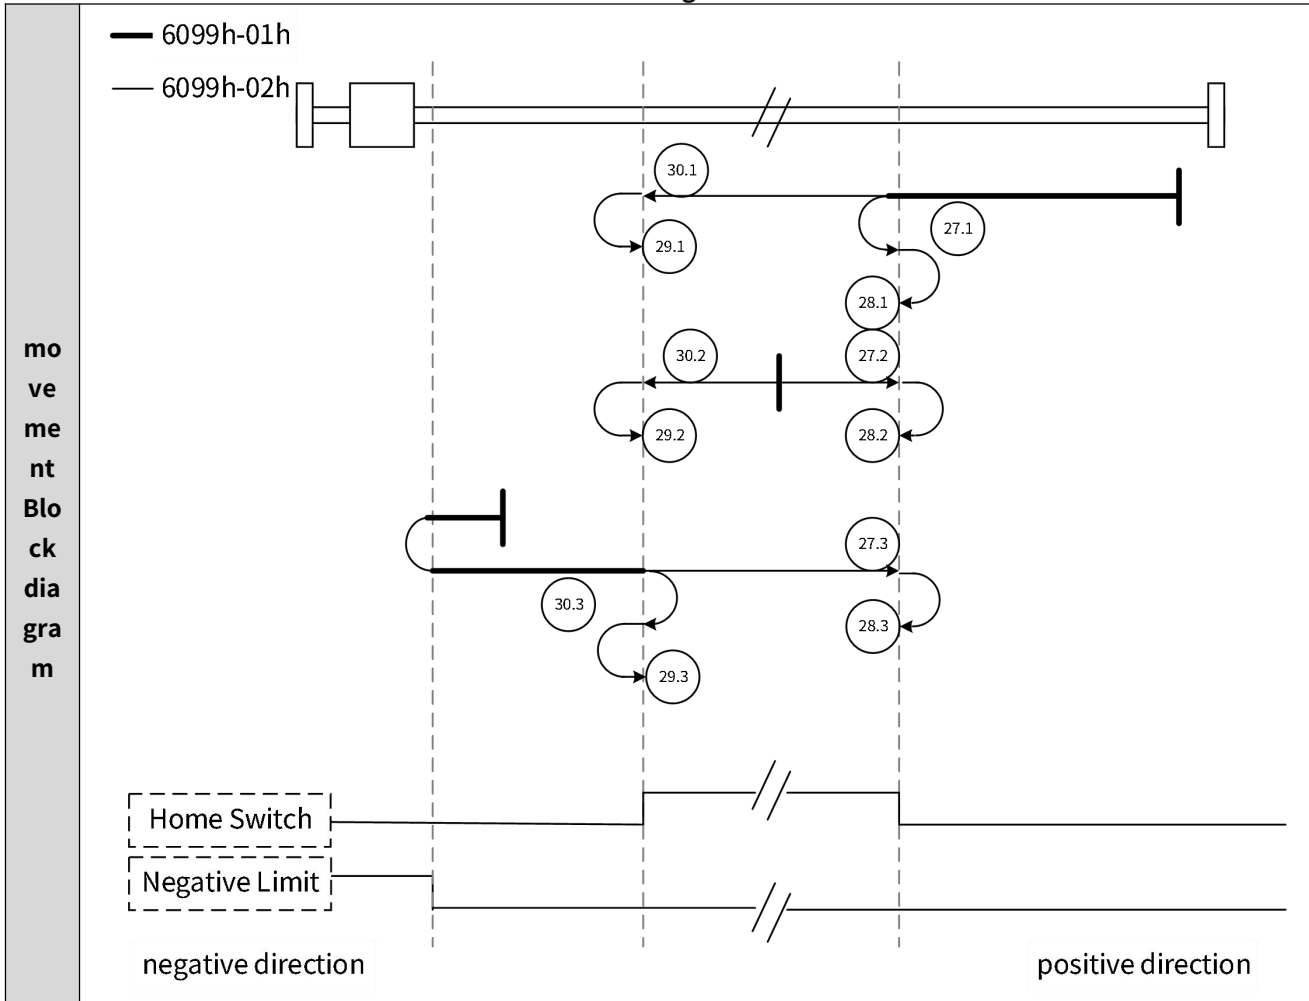 6099h-01h
6099h-02h
30.1
29.1
27.1
28.1
30.2
27.2
29.2
28.2
27.3
30.3
28.3
29.3
mo
ve
me
nt
Blo
ck
dia
gra
m
Home Switch
Negative Limit
negative direction
positive direction